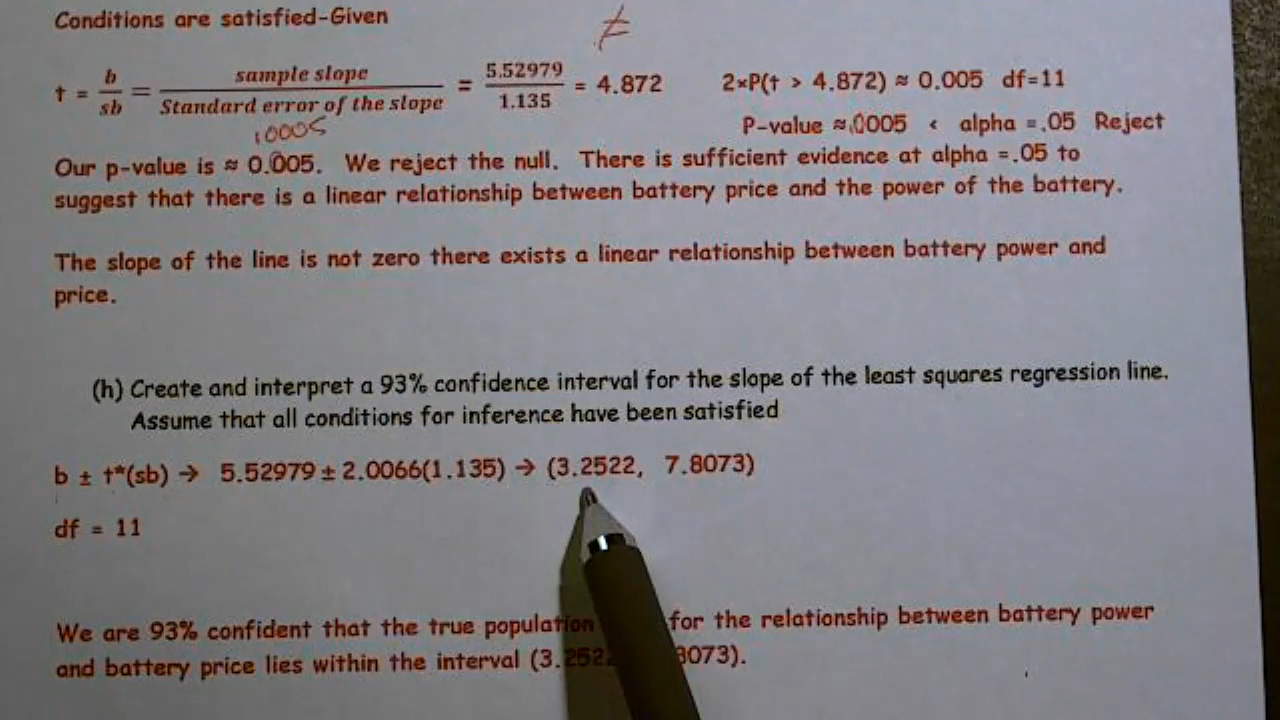 Conditions are satisfied-Given
≠
t = b/sb = sample slope/Standard error of the slope = 5.52979/1.135 = 4.872 2×P(t > 4.872) ≈ 0.005 df=11
P-value ≈.0005 < alpha =.05 Reject
.0005
Our p-value is ≈ 0.005. We reject the null. There is sufficient evidence at alpha =.05 to
suggest that there is a linear relationship between battery price and the power of the battery.
The slope of the line is not zero there exists a linear relationship between battery power and
price.
(h) Create and interpret a 93% confidence interval for the slope of the least squares regression line.
Assume that all conditions for inference have been satisfied
b ± t*(sb) → 5.52979 ± 2.0066(1.135) → (3.2522, 7.8073)
df = 11
We are 93% confident that the true population for the relationship between battery power
and battery price lies within the interval (3.2522 8073).